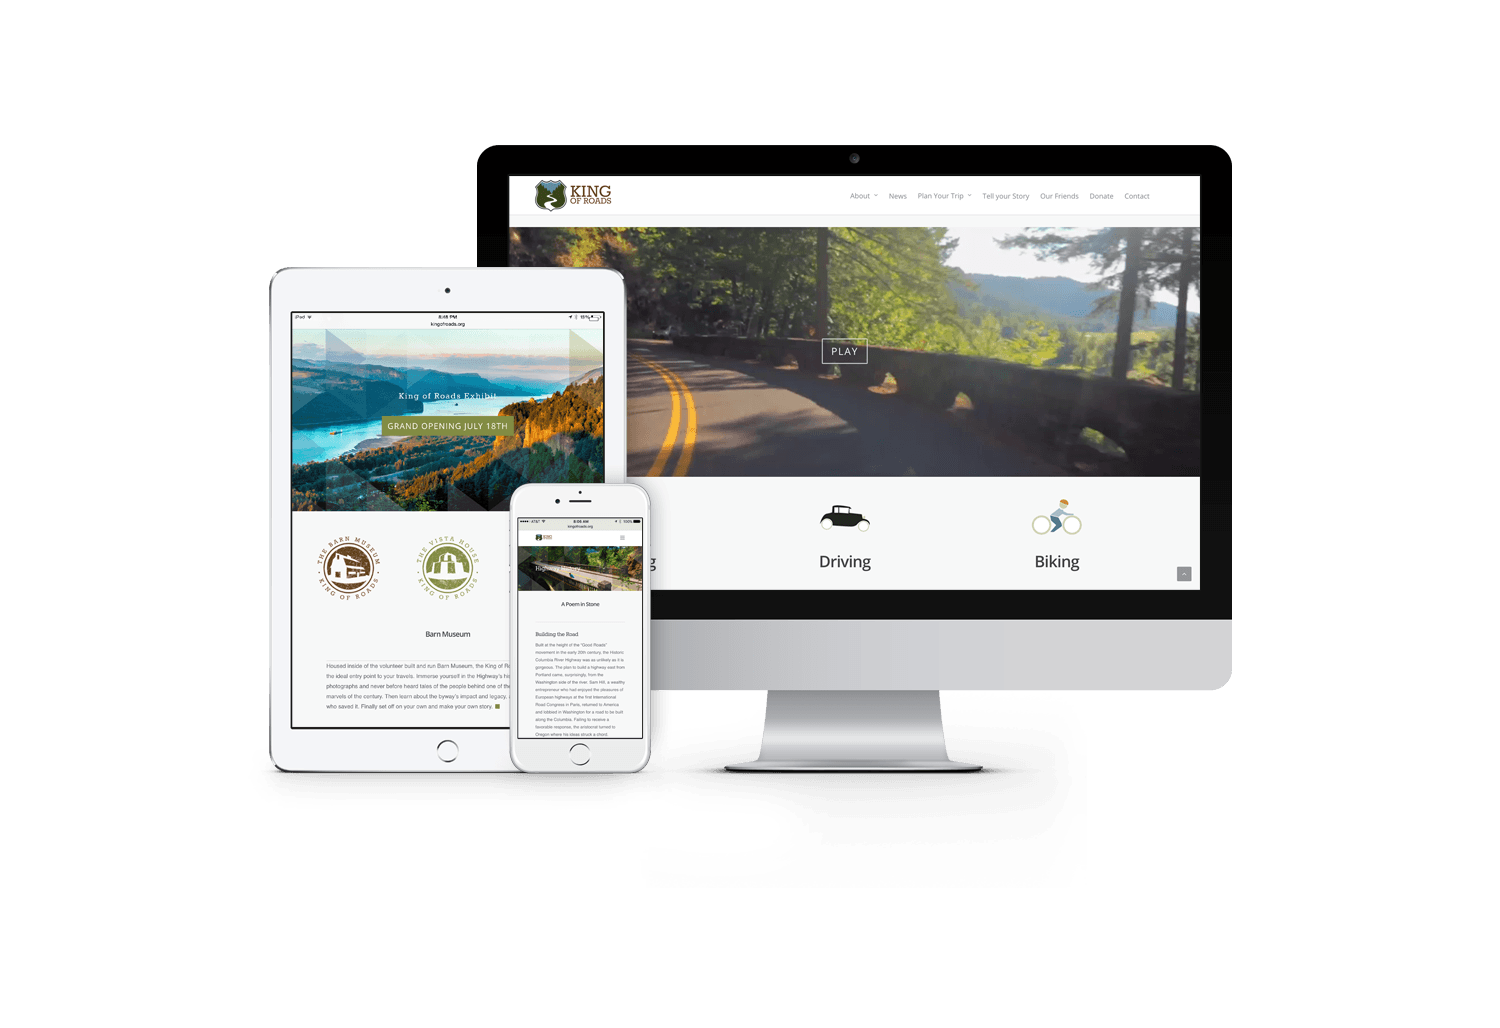 KING
OF ROADS
About
News
Plan Your Trip
Tell your Story
Our Friends
Donate
Contact
PLAY
Driving
Biking
iPad
8:48 PM
15%
kingofroads.org
King of Roads Exhibit
GRAND OPENING JULY 18TH
THE BARN MUSEUM
KING OF ROADS
THE VISTA HOUSE
KING OF ROADS
Barn Museum
Housed inside of the volunteer built and run Barn Museum, the King of
the ideal entry point to your travels. Immerse yourself in the Highway's
photographs and never before heard tales of the people behind one of the
marvels of the century. Then learn about the byway's impact and legacy,
who saved it. Finally set off on your own and make your own story.
AT&T
8:06 AM
100%
kingofroads.org
KING
Highway History
A Poem in Stone
Building the Road
Built at the height of the "Good Roads"
movement in the early 20th century, the Historic
Columbia River Highway was as unlikely as it is
gorgeous. The plan to build a highway east from
Portland came, surprisingly, from the
Washington side of the river. Sam Hill, a wealthy
entrepreneur who had enjoyed the pleasures of
European highways at the first International
Road Congress in Paris, returned to America
and lobbied in Washington for a road to be built
along the Columbia. Failing to receive a
favorable response, the aristocrat turned to
Oregon where his ideas struck a chord.